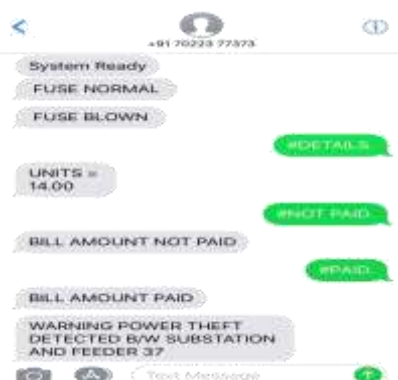 +91 70223 77373
System Ready
FUSE NORMAL
FUSE BLOWN
#DETAILS
UNITS =
14.00
#NOT PAID
BILL AMOUNT NOT PAID
#PAID
BILL AMOUNT PAID
WARNING POWER THEFT
DETECTED B/W SUBSTATION
AND FEEDER 37
Text Message